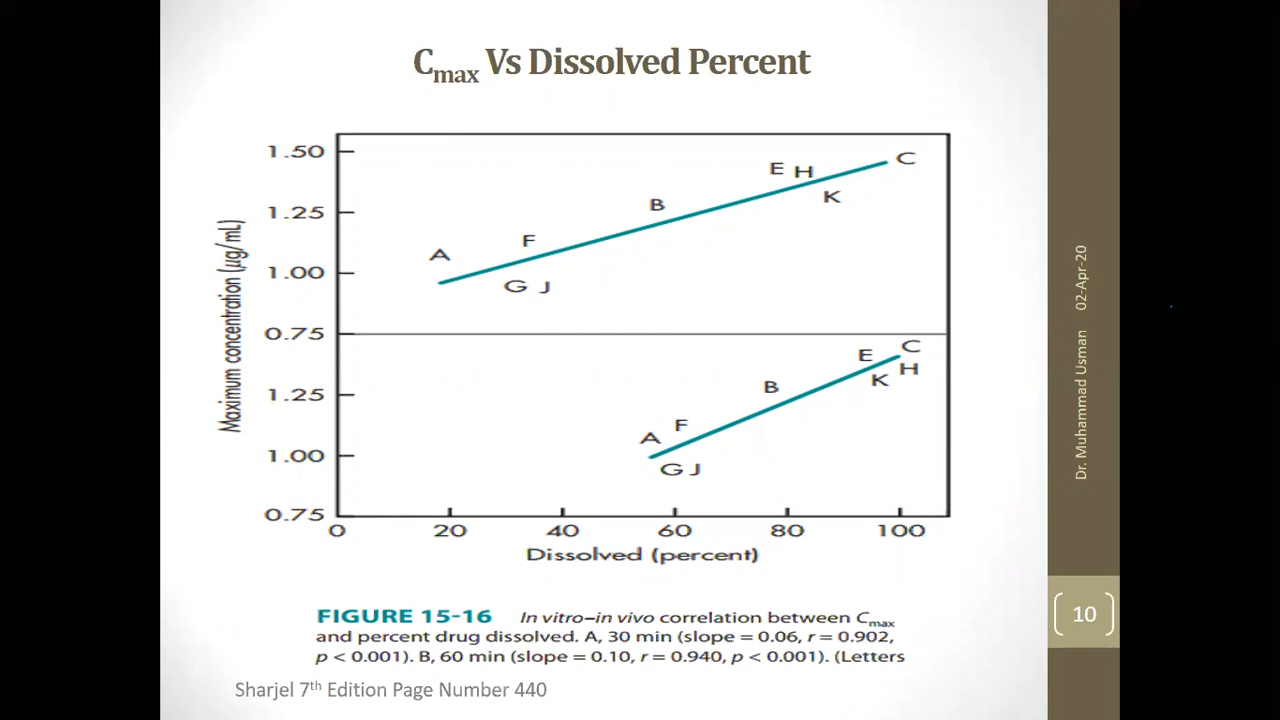 Cmax Vs Dissolved Percent
Maximum concentration (μg/mL)
1.50
1.25
1.00
0.75
1.25
1.00
0.75
A
F
G J
B
E H
K
C
A
F
G J
B
E
K
C
H
0 20 40 60 80 100
Dissolved (percent)
FIGURE 15-16 In vitro–in vivo correlation between Cmax
and percent drug dissolved. A, 30 min (slope = 0.06, r = 0.902,
p < 0.001). B, 60 min (slope = 0.10, r = 0.940, p < 0.001). (Letters
Sharjel 7th Edition Page Number 440
Dr. Muhammad Usman 02-Apr-20
10